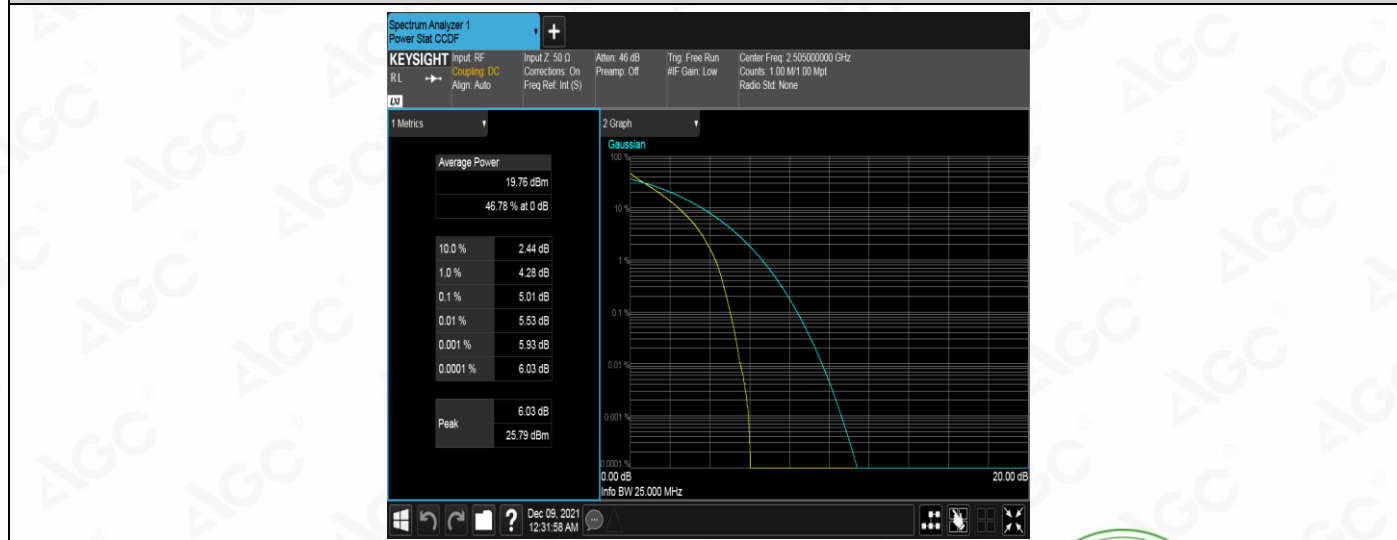 Spectrum Analyzer 1
Power Stat CCDF
+
KEYSIGHT
RL
LXI
Input: RF
Coupling: DC
Align: Auto
Input Z: 50 Ω
Corrections: On
Freq Ref: Int (S)
Atten: 46 dB
Preamp: Off
Trig: Free Run
#IF Gain: Low
Center Freq: 2.505000000 GHz
Counts: 1.00 M/1.00 Mpt
Radio Std: None
1 Metrics
Average Power
19.76 dBm
46.78 % at 0 dB
10.0 % 2.44 dB
1.0 % 4.28 dB
0.1 % 5.01 dB
0.01 % 5.53 dB
0.001 % 5.93 dB
0.0001 % 6.03 dB
Peak
6.03 dB
25.79 dBm
2 Graph
Gaussian
100 %
10 %
1 %
0.1 %
0.01 %
0.001 %
0.0001 %
0.00 dB
20.00 dB
Info BW 25.000 MHz
?
Dec 09, 2021
12:31:58 AM
AGC